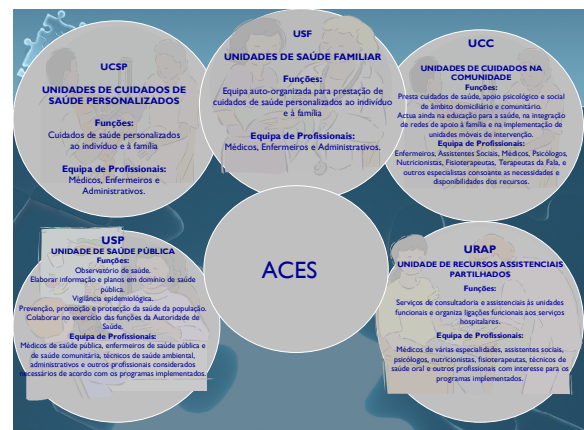 UCSP
UNIDADES DE CUIDADOS DE
SAÚDE PERSONALIZADOS
Funções:
Cuidados de saúde personalizados
ao indivíduo e à família
Equipa de Profissionais:
Médicos, Enfermeiros e
Administrativos.
USF
UNIDADES DE SAÚDE FAMILIAR
Funções:
Equipa auto-organizada para prestação de
cuidados de saúde personalizados ao indivíduo
e à família
Equipa de Profissionais:
Médicos, Enfermeiros e Administrativos.
UCC
UNIDADES DE CUIDADOS NA
COMUNIDADE
Funções:
Presta cuidados de saúde, apoio psicológico e social
de âmbito domiciliário e comunitário.
Actua ainda na educação para a saúde, na integração
de redes de apoio à família e na implementação de
unidades móveis de intervenção.
Equipa de Profissionais:
Enfermeiros, Assistentes Sociais, Médicos, Psicólogos,
Nutricionistas, Fisioterapeutas, Terapeutas da Fala, e
outros especialistas consoante as necessidades e
disponibilidades dos recursos.
USP
UNIDADE DE SAÚDE PÚBLICA
Funções:
Observatório de saúde.
Elaborar informação e planos em domínio de saúde
pública.
Vigilância epidemiológica.
Prevenção, promoção e protecção da saúde da população.
Colaborar no exercício das funções da Autoridade de
Saúde.
Equipa de Profissionais:
Médicos de saúde pública, enfermeiros de saúde pública e
de saúde comunitária, técnicos de saúde ambiental,
administrativos e outros profissionais considerados
necessários de acordo com os programas implementados.
ACES
URAP
UNIDADE DE RECURSOS ASSISTENCIAIS
PARTILHADOS
Funções:
Serviços de consultadoria e assistenciais às unidades
funcionais e organiza ligações funcionais aos serviços
hospitalares.
Equipa de Profissionais:
Médicos de várias especialidades, assistentes sociais,
psicólogos, nutricionistas, fisioterapeutas, técnicos de
saúde oral e outros profissionais com interesse para os
programas implementados.